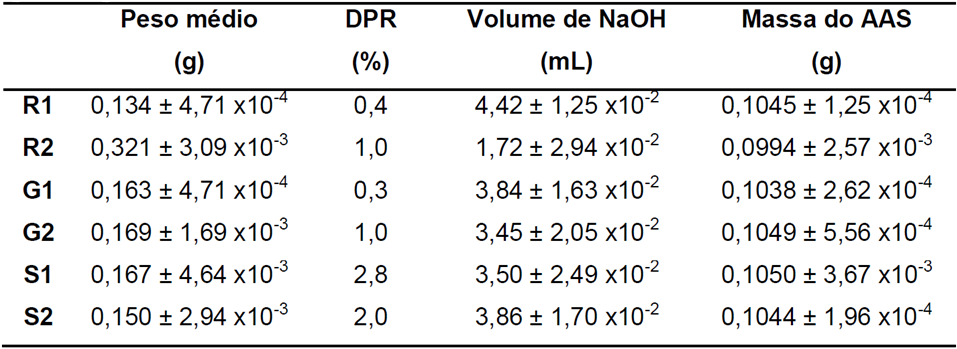 Peso médio DPR Volume de NaOH Massa do AAS
(g) (%) (mL) (g)
R1 0,134 ± 4,71 x10⁻⁴ 0,4 4,42 ± 1,25 x10⁻² 0,1045 ± 1,25 x10⁻⁴
R2 0,321 ± 3,09 x10⁻³ 1,0 1,72 ± 2,94 x10⁻² 0,0994 ± 2,57 x10⁻³
G1 0,163 ± 4,71 x10⁻⁴ 0,3 3,84 ± 1,63 x10⁻² 0,1038 ± 2,62 x10⁻⁴
G2 0,169 ± 1,69 x10⁻³ 1,0 3,45 ± 2,05 x10⁻² 0,1049 ± 5,56 x10⁻⁴
S1 0,167 ± 4,64 x10⁻³ 2,8 3,50 ± 2,49 x10⁻² 0,1050 ± 3,67 x10⁻³
S2 0,150 ± 2,94 x10⁻³ 2,0 3,86 ± 1,70 x10⁻² 0,1044 ± 1,96 x10⁻⁴